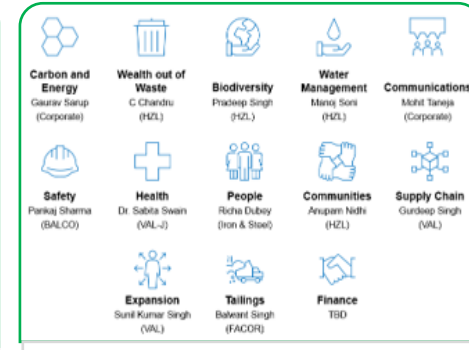 Carbon and Energy
Gaurav Sarup
(Corporate)
Wealth out of Waste
C Chandru
(HZL)
Biodiversity
Pradeep Singh
(HZL)
Water Management
Manoj Soni
(HZL)
Communications
Mohit Taneja
(Corporate)
Safety
Pankaj Sharma
(BALCO)
Health
Dr. Sabita Swain
(VAL-J)
People
Richa Dubey
(Iron & Steel)
Communities
Anupam Nidhi
(HZL)
Supply Chain
Gurdeep Singh
(VAL)
Expansion
Sunil Kumar Singh
(VAL)
Tailings
Balwant Singh
(FACOR)
Finance
TBD